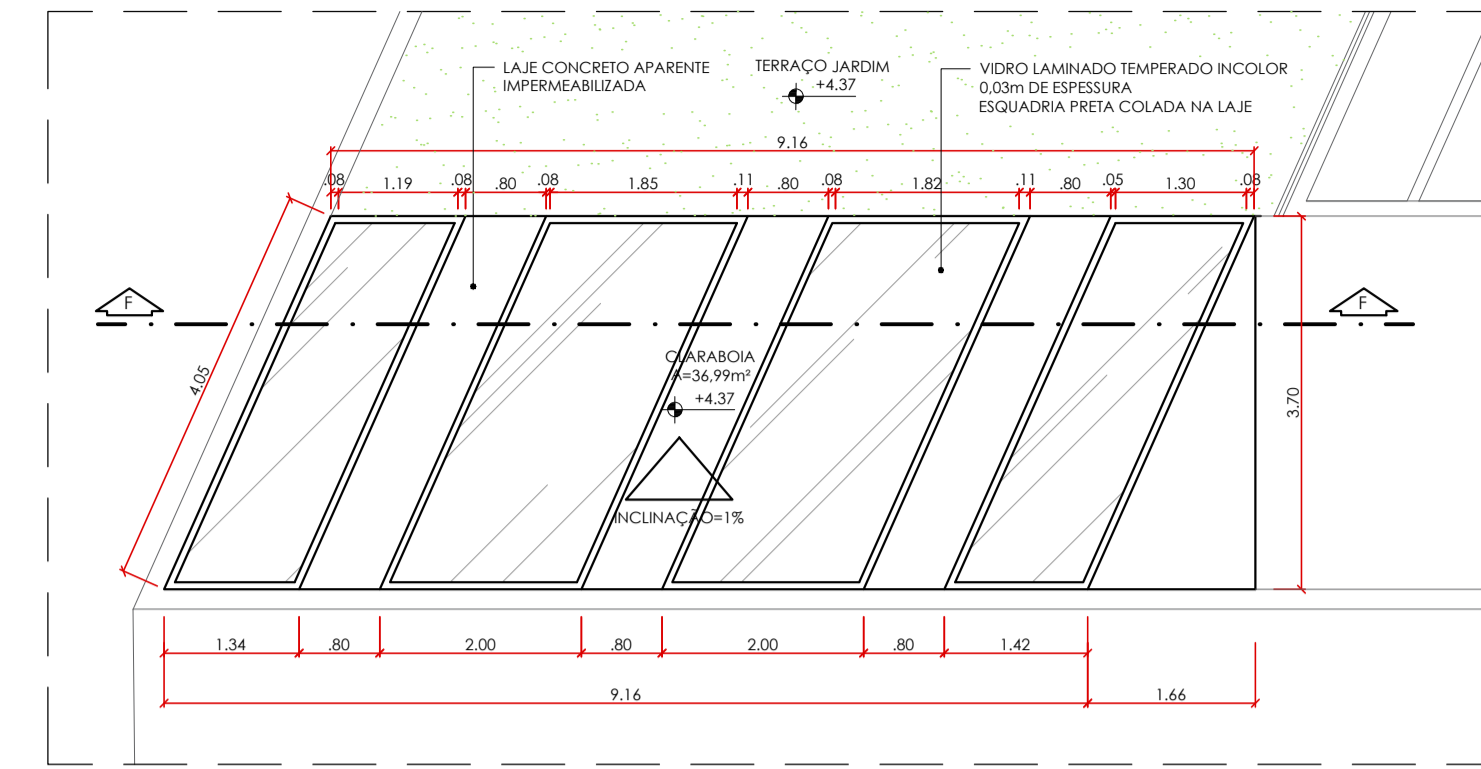 LAJE CONCRETO APARENTE
IMPERMEABILIZADA
TERRAÇO JARDIM
+4.37
VIDRO LAMINADO TEMPERADO INCOLOR
0,03m DE ESPESSURA
ESQUADRIA PRETA COLADA NA LAJE
9.16
.08 1.19 .08 .80 .08 1.85 .11 .80 .08 1.82 .11 .80 .05 1.30 .08
F F
4.05
CLARABOIA
A=36,99m²
+4.37
3.70
INCLINAÇÃO=1%
1.34 .80 2.00 .80 2.00 .80 1.42
9.16 1.66